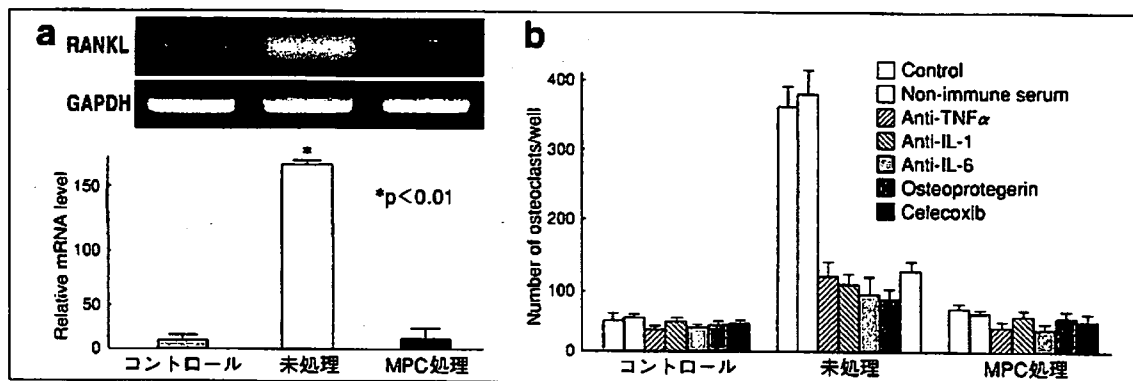 a
RANKL
GAPDH
Relative mRNA level
150
100
50
0
*
*p<0.01
コントロール
未処理
MPC処理
b
Number of osteoclasts/well
400
300
200
100
0
Control
Non-immune serum
Anti-TNFα
Anti-IL-1
Anti-IL-6
Osteoprotegerin
Celecoxib
コントロール
未処理
MPC処理